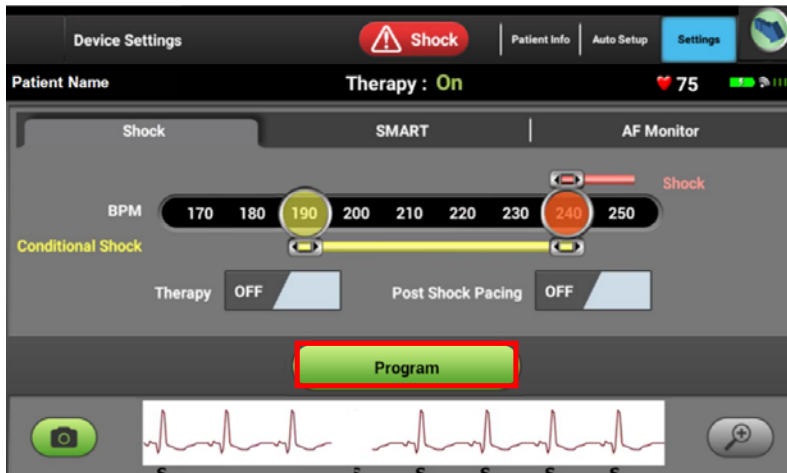 Device Settings
Shock
Patient Info
Auto Setup
Settings
Patient Name
Therapy : On
75
Shock
SMART
AF Monitor
Shock
BPM 170 180 190 200 210 220 230 240 250
Conditional Shock
Therapy OFF
Post Shock Pacing OFF
Program
S S S S S S